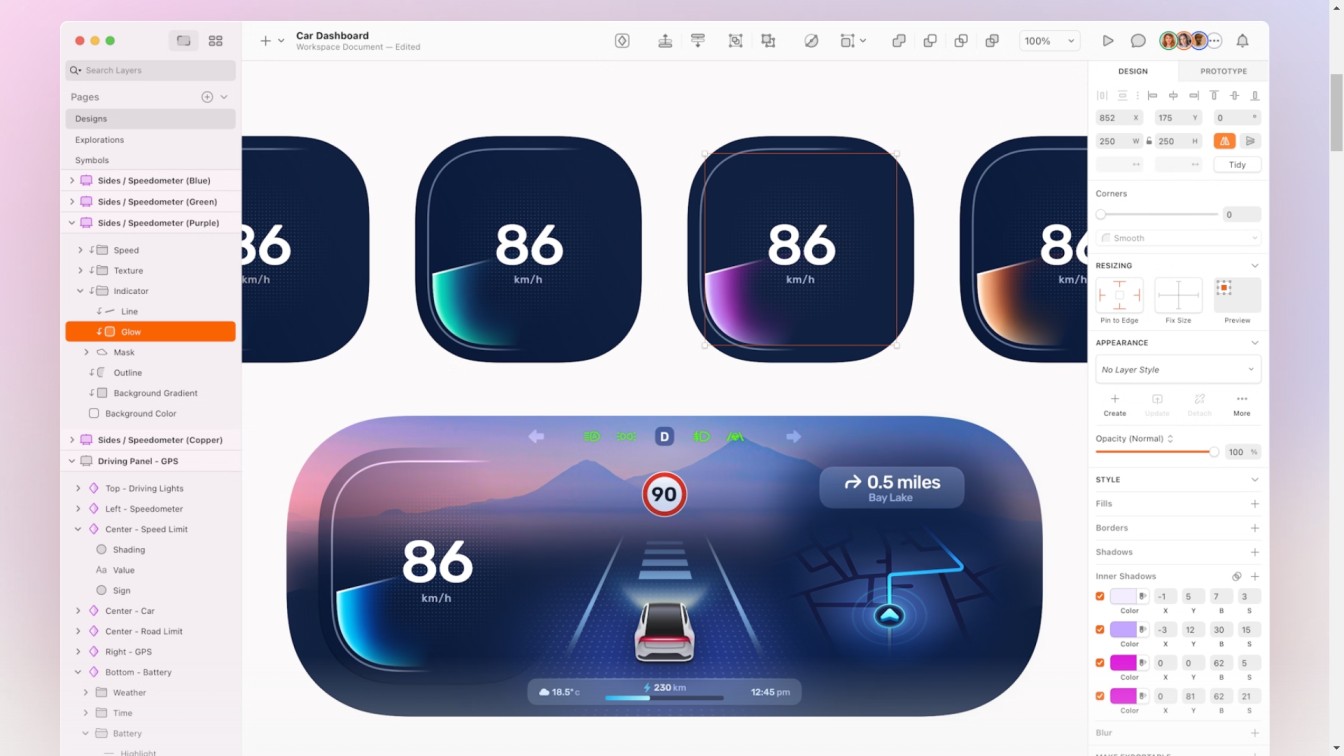 Car Dashboard
Workspace Document — Edited
100%
DESIGN
PROTOTYPE
Search Layers
Pages
Designs
Explorations
Symbols
Sides / Speedometer (Blue)
Sides / Speedometer (Green)
Sides / Speedometer (Purple)
Speed
Texture
Indicator
Line
Glow
Mask
Outline
Background Gradient
Background Color
Sides / Speedometer (Copper)
Driving Panel - GPS
Top - Driving Lights
Left - Speedometer
Center - Speed Limit
Shading
Aa Value
Sign
Center - Car
Center - Road Limit
Right - GPS
Bottom - Battery
Weather
Time
Battery
Highlight
86
km/h
86
km/h
86
km/h
86
km/h
D
90
0.5 miles
Bay Lake
86
km/h
18.5° c
230 km
12:45 pm
852 X
175 Y
0 °
250 W
250 H
Tidy
Corners
0
Smooth
RESIZING
Pin to Edge
Fix Size
Preview
APPEARANCE
No Layer Style
Create
Update
Detach
More
Opacity (Normal)
100 %
STYLE
Fills
Borders
Shadows
Inner Shadows
-1 5 7 3
Color X Y B S
-3 12 30 15
Color X Y B S
0 0 62 5
Color X Y B S
0 81 62 21
Color X Y B S
Blur
MAKE EXPORTABLE